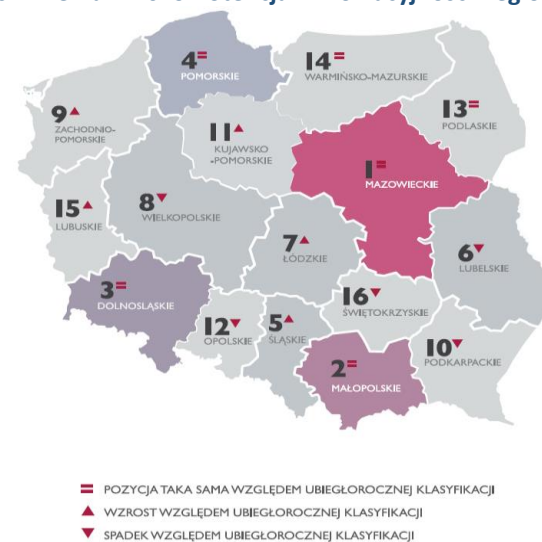 4=
POMORSKIE
14=
WARMIŃSKO-MAZURSKIE
9▲
ZACHODNIO-
POMORSKIE
11▲
KUJAWSKO
-POMORSKIE
13=
PODLASKIE
1=
MAZOWIECKIE
15▲
LUBUSKIE
8▼
WIELKOPOLSKIE
7▲
ŁÓDZKIE
6▼
LUBELSKIE
3=
DOLNOSLĄSKIE
12▼
OPOLSKIE
5▲
ŚLĄSKIE
16▼
ŚWIĘTOKRZYSKIE
2=
MAŁOPOLSKIE
10▼
PODKARPACKIE
= POZYCJA TAKA SAMA WZGLĘDEM UBIEGŁOROCZNEJ KLASYFIKACJI
▲ WZROST WZGLĘDEM UBIEGŁOROCZNEJ KLASYFIKACJI
▼ SPADEK WZGLĘDEM UBIEGŁOROCZNEJ KLASYFIKACJI